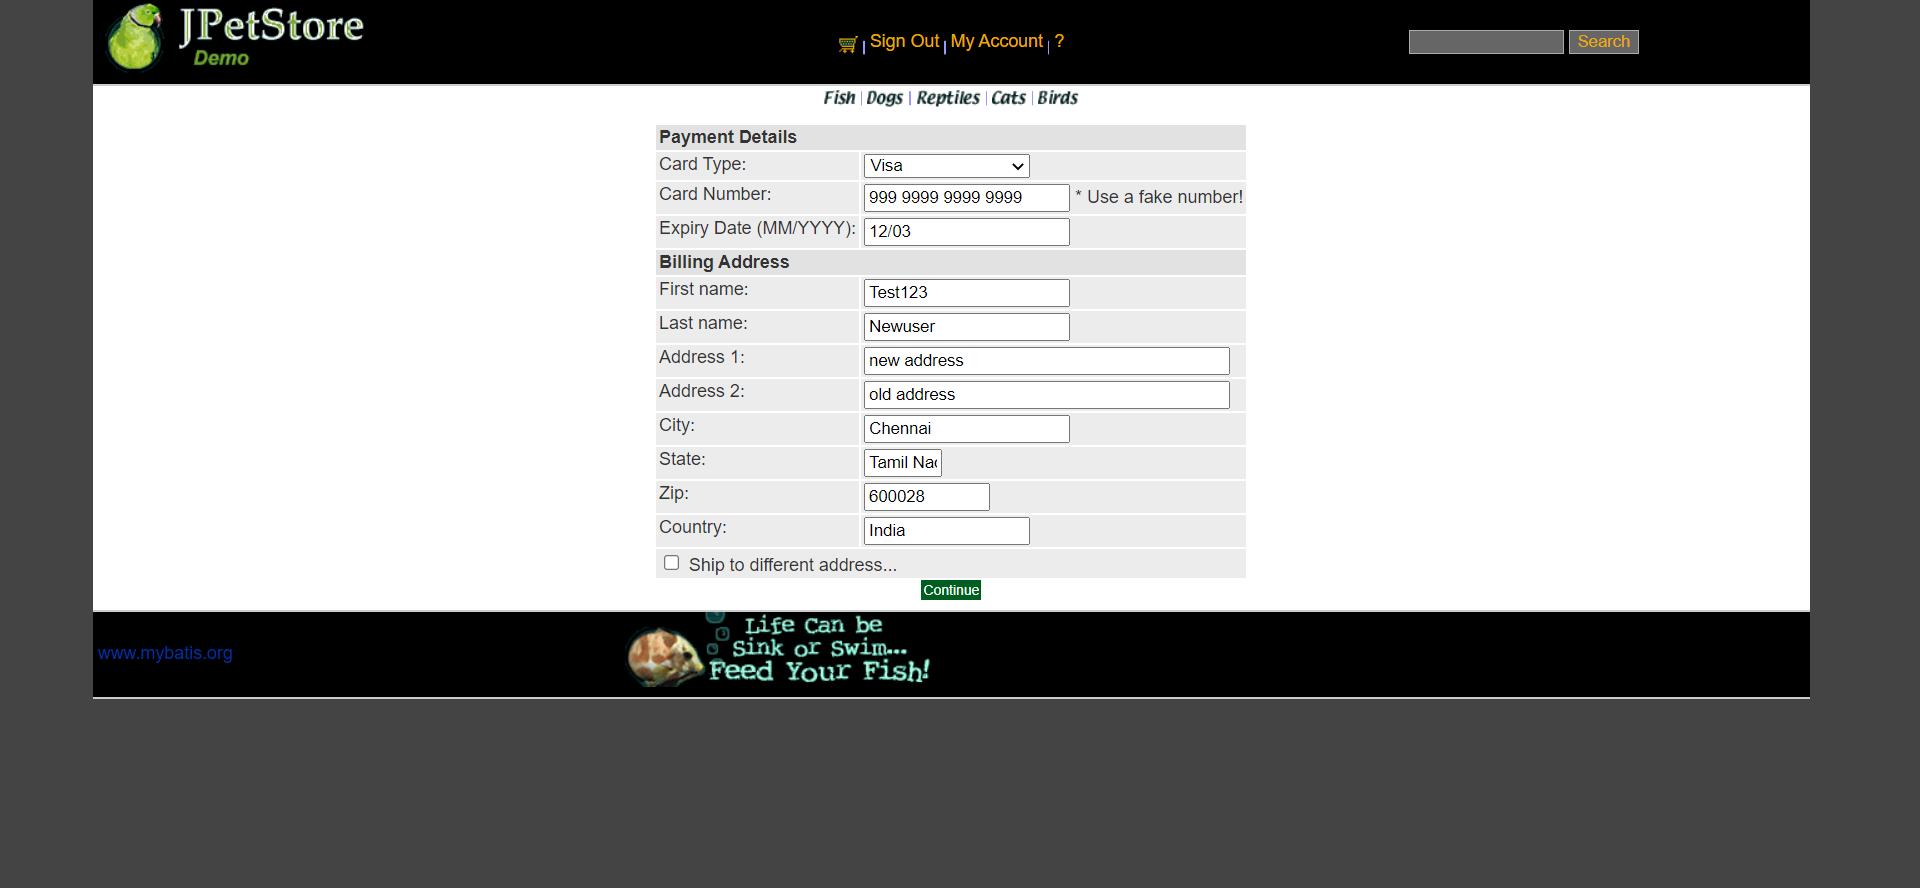 JPetStore
Demo
Sign Out | My Account | ?
Search
Fish | Dogs | Reptiles | Cats | Birds
Payment Details
Card Type: Visa
Card Number: 999 9999 9999 9999 * Use a fake number!
Expiry Date (MM/YYYY): 12/03
Billing Address
First name: Test123
Last name: Newuser
Address 1: new address
Address 2: old address
City: Chennai
State: Tamil Na
Zip: 600028
Country: India
Ship to different address...
Continue
www.mybatis.org
Life Can be
Sink or Swim...
Feed Your Fish!